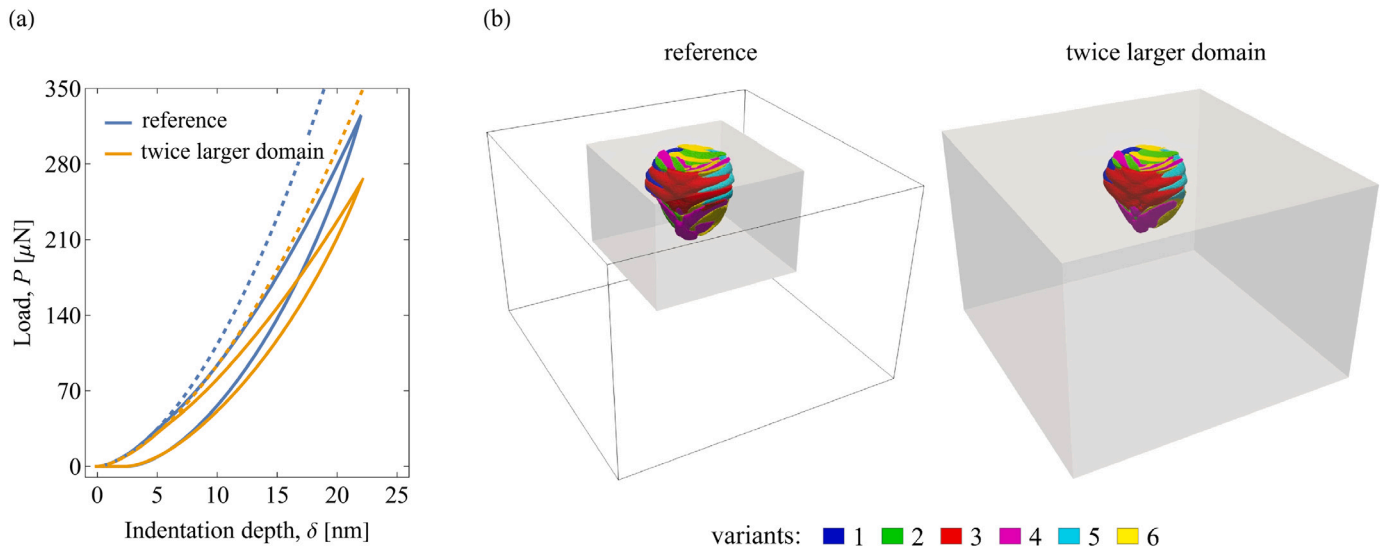 (a)
350
280
210
140
70
0
Load, P [μN]
reference
twice larger domain
0 5 10 15 20 25
Indentation depth, δ [nm]
(b)
reference
twice larger domain
variants: 1 2 3 4 5 6